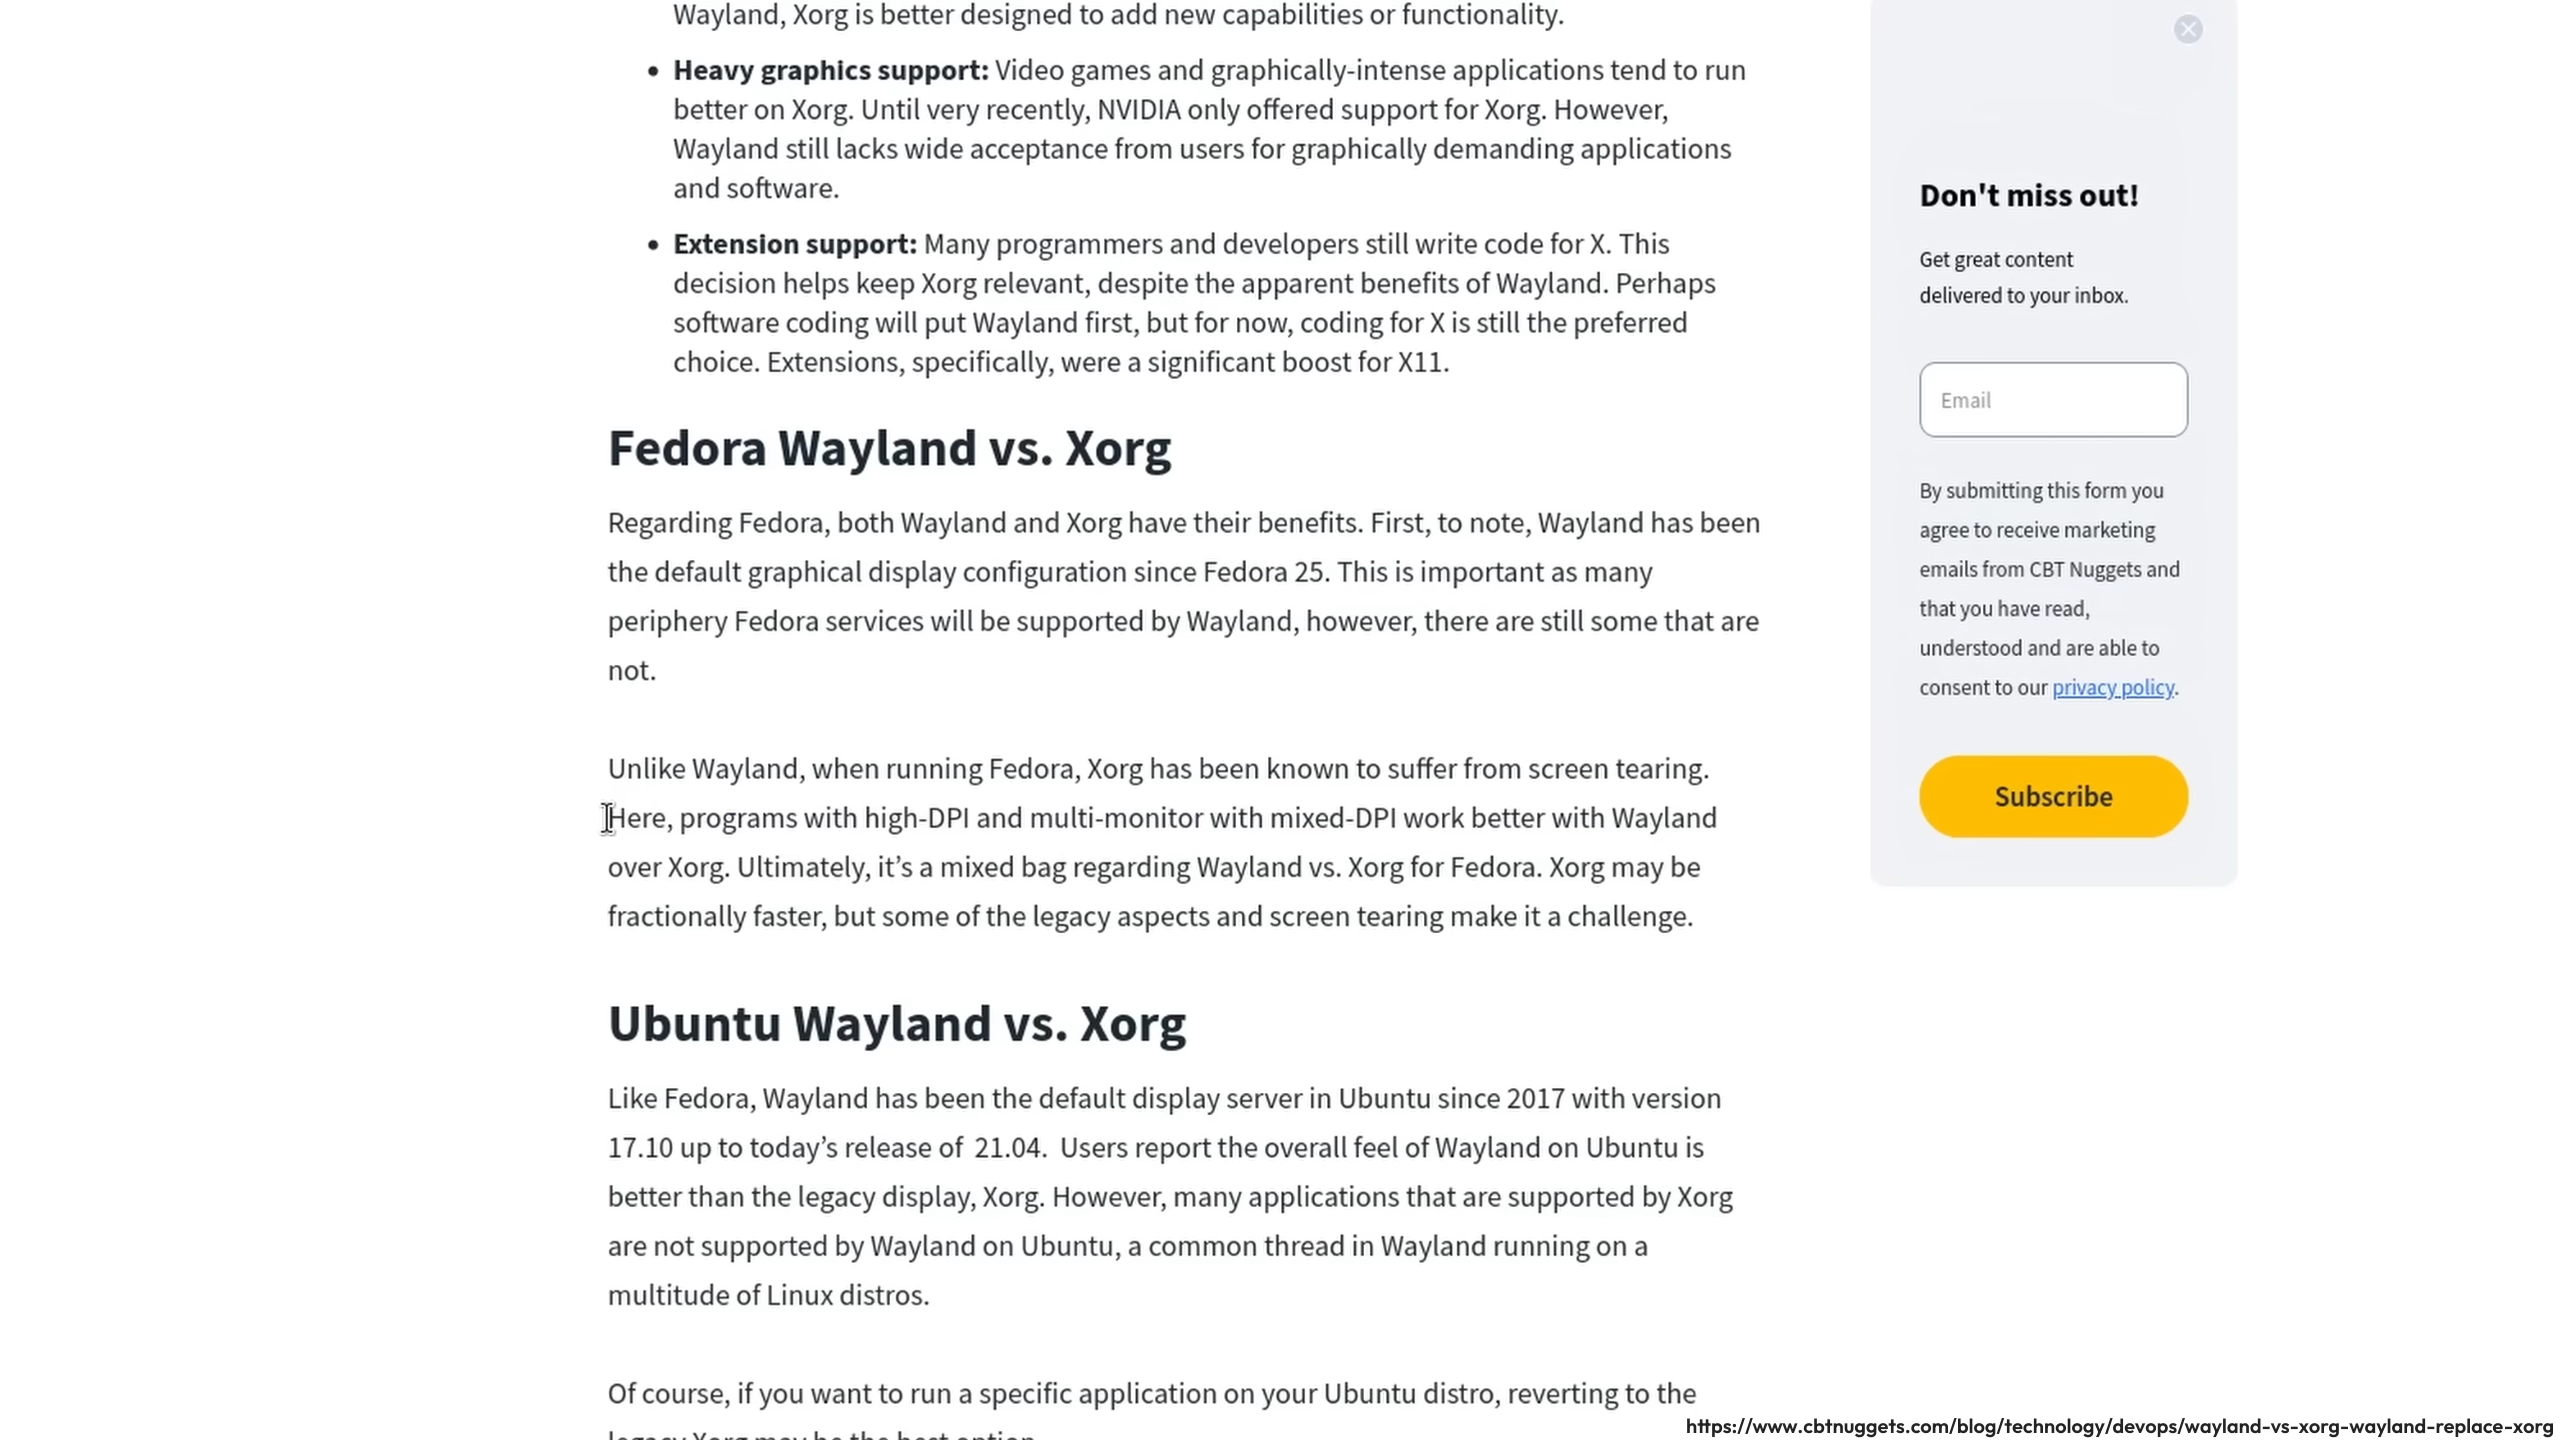 Wayland, Xorg is better designed to add new capabilities or functionality.
• Heavy graphics support: Video games and graphically-intense applications tend to run
better on Xorg. Until very recently, NVIDIA only offered support for Xorg. However,
Wayland still lacks wide acceptance from users for graphically demanding applications
and software.
• Extension support: Many programmers and developers still write code for X. This
decision helps keep Xorg relevant, despite the apparent benefits of Wayland. Perhaps
software coding will put Wayland first, but for now, coding for X is still the preferred
choice. Extensions, specifically, were a significant boost for X11.
Fedora Wayland vs. Xorg
Regarding Fedora, both Wayland and Xorg have their benefits. First, to note, Wayland has been
the default graphical display configuration since Fedora 25. This is important as many
periphery Fedora services will be supported by Wayland, however, there are still some that are
not.
Unlike Wayland, when running Fedora, Xorg has been known to suffer from screen tearing.
Here, programs with high-DPI and multi-monitor with mixed-DPI work better with Wayland
over Xorg. Ultimately, it’s a mixed bag regarding Wayland vs. Xorg for Fedora. Xorg may be
fractionally faster, but some of the legacy aspects and screen tearing make it a challenge.
Ubuntu Wayland vs. Xorg
Like Fedora, Wayland has been the default display server in Ubuntu since 2017 with version
17.10 up to today’s release of  21.04.  Users report the overall feel of Wayland on Ubuntu is
better than the legacy display, Xorg. However, many applications that are supported by Xorg
are not supported by Wayland on Ubuntu, a common thread in Wayland running on a
multitude of Linux distros.
Of course, if you want to run a specific application on your Ubuntu distro, reverting to the
legacy Xorg may be the best option
Don't miss out!
Get great content
delivered to your inbox.
Email
By submitting this form you
agree to receive marketing
emails from CBT Nuggets and
that you have read,
understood and are able to
consent to our privacy policy.
Subscribe
https://www.cbtnuggets.com/blog/technology/devops/wayland-vs-xorg-wayland-replace-xorg